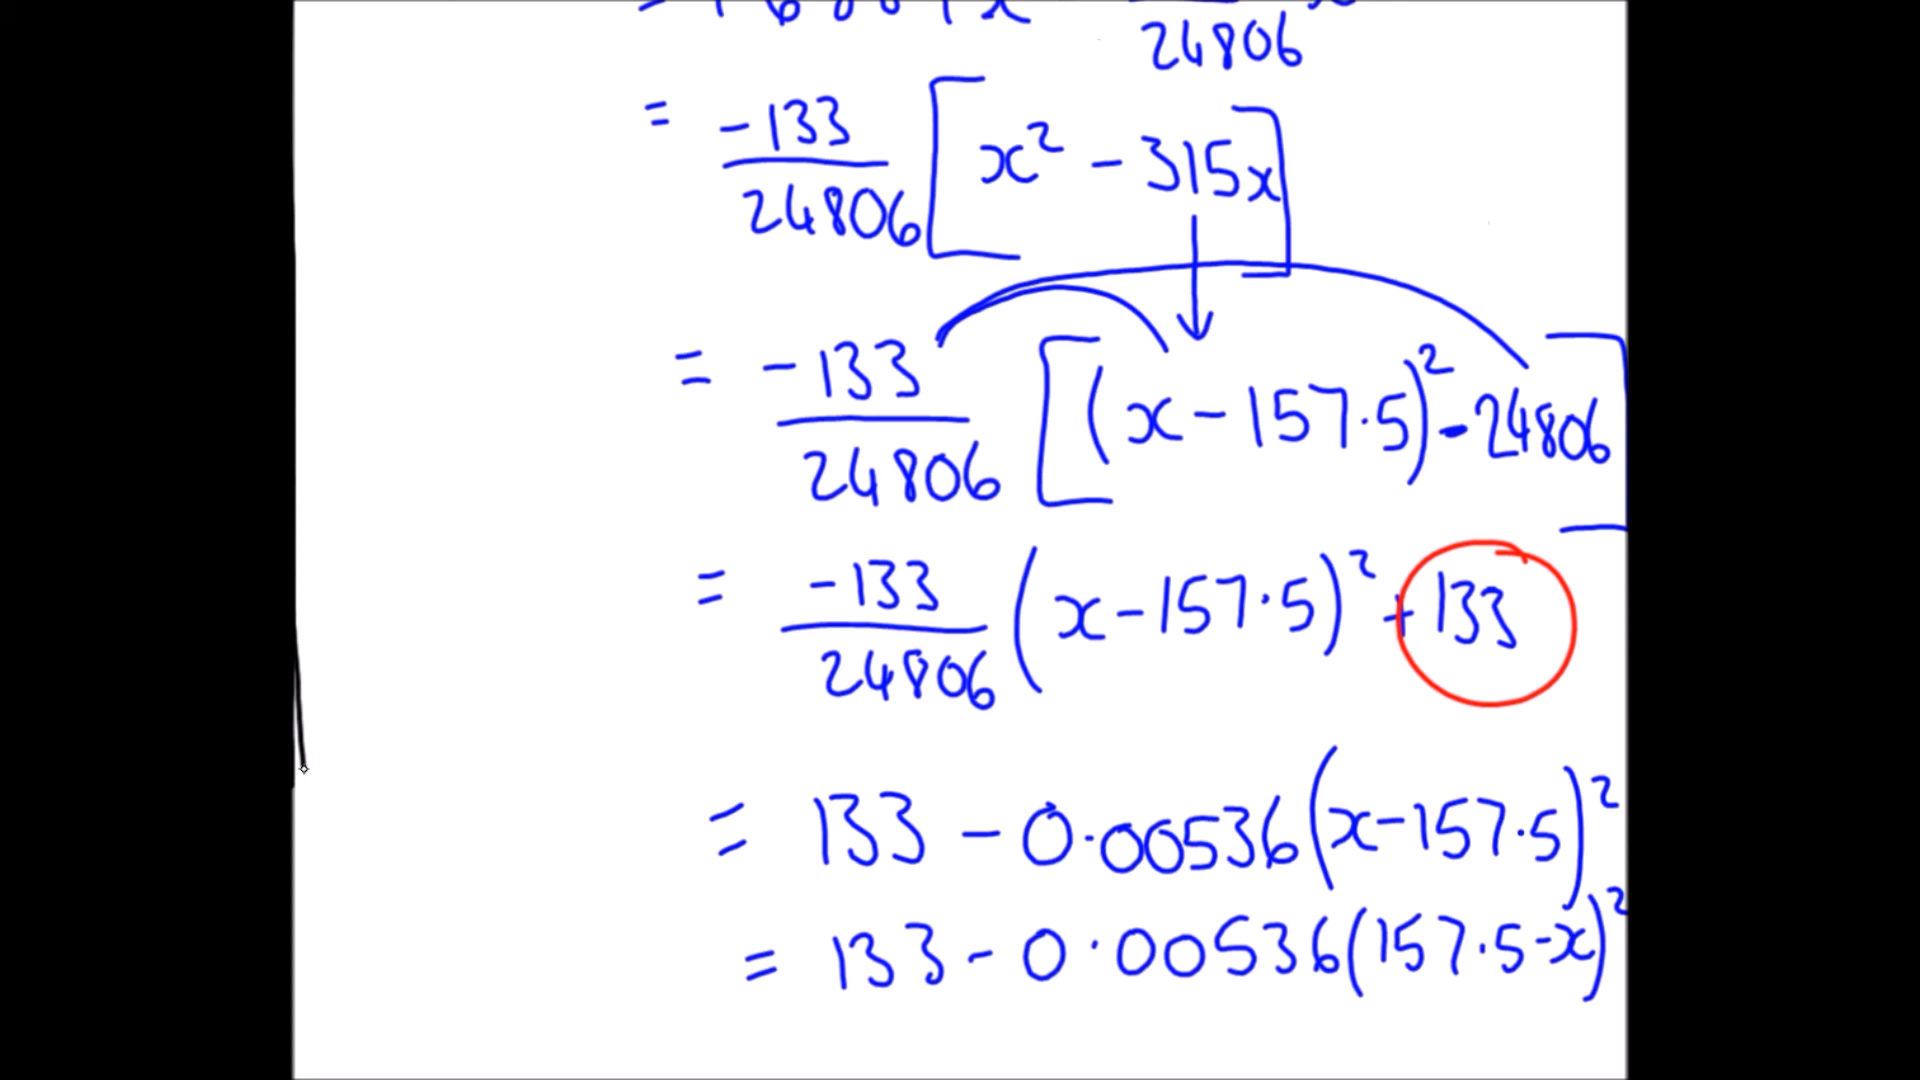 24806
= -133/24806 [x² - 315x]
= -133/24806 [(x - 157.5)² - 24806]
= -133/24806 (x - 157.5)² + 133
= 133 - 0.00536(x - 157.5)²
= 133 - 0.00536(157.5 - x)²